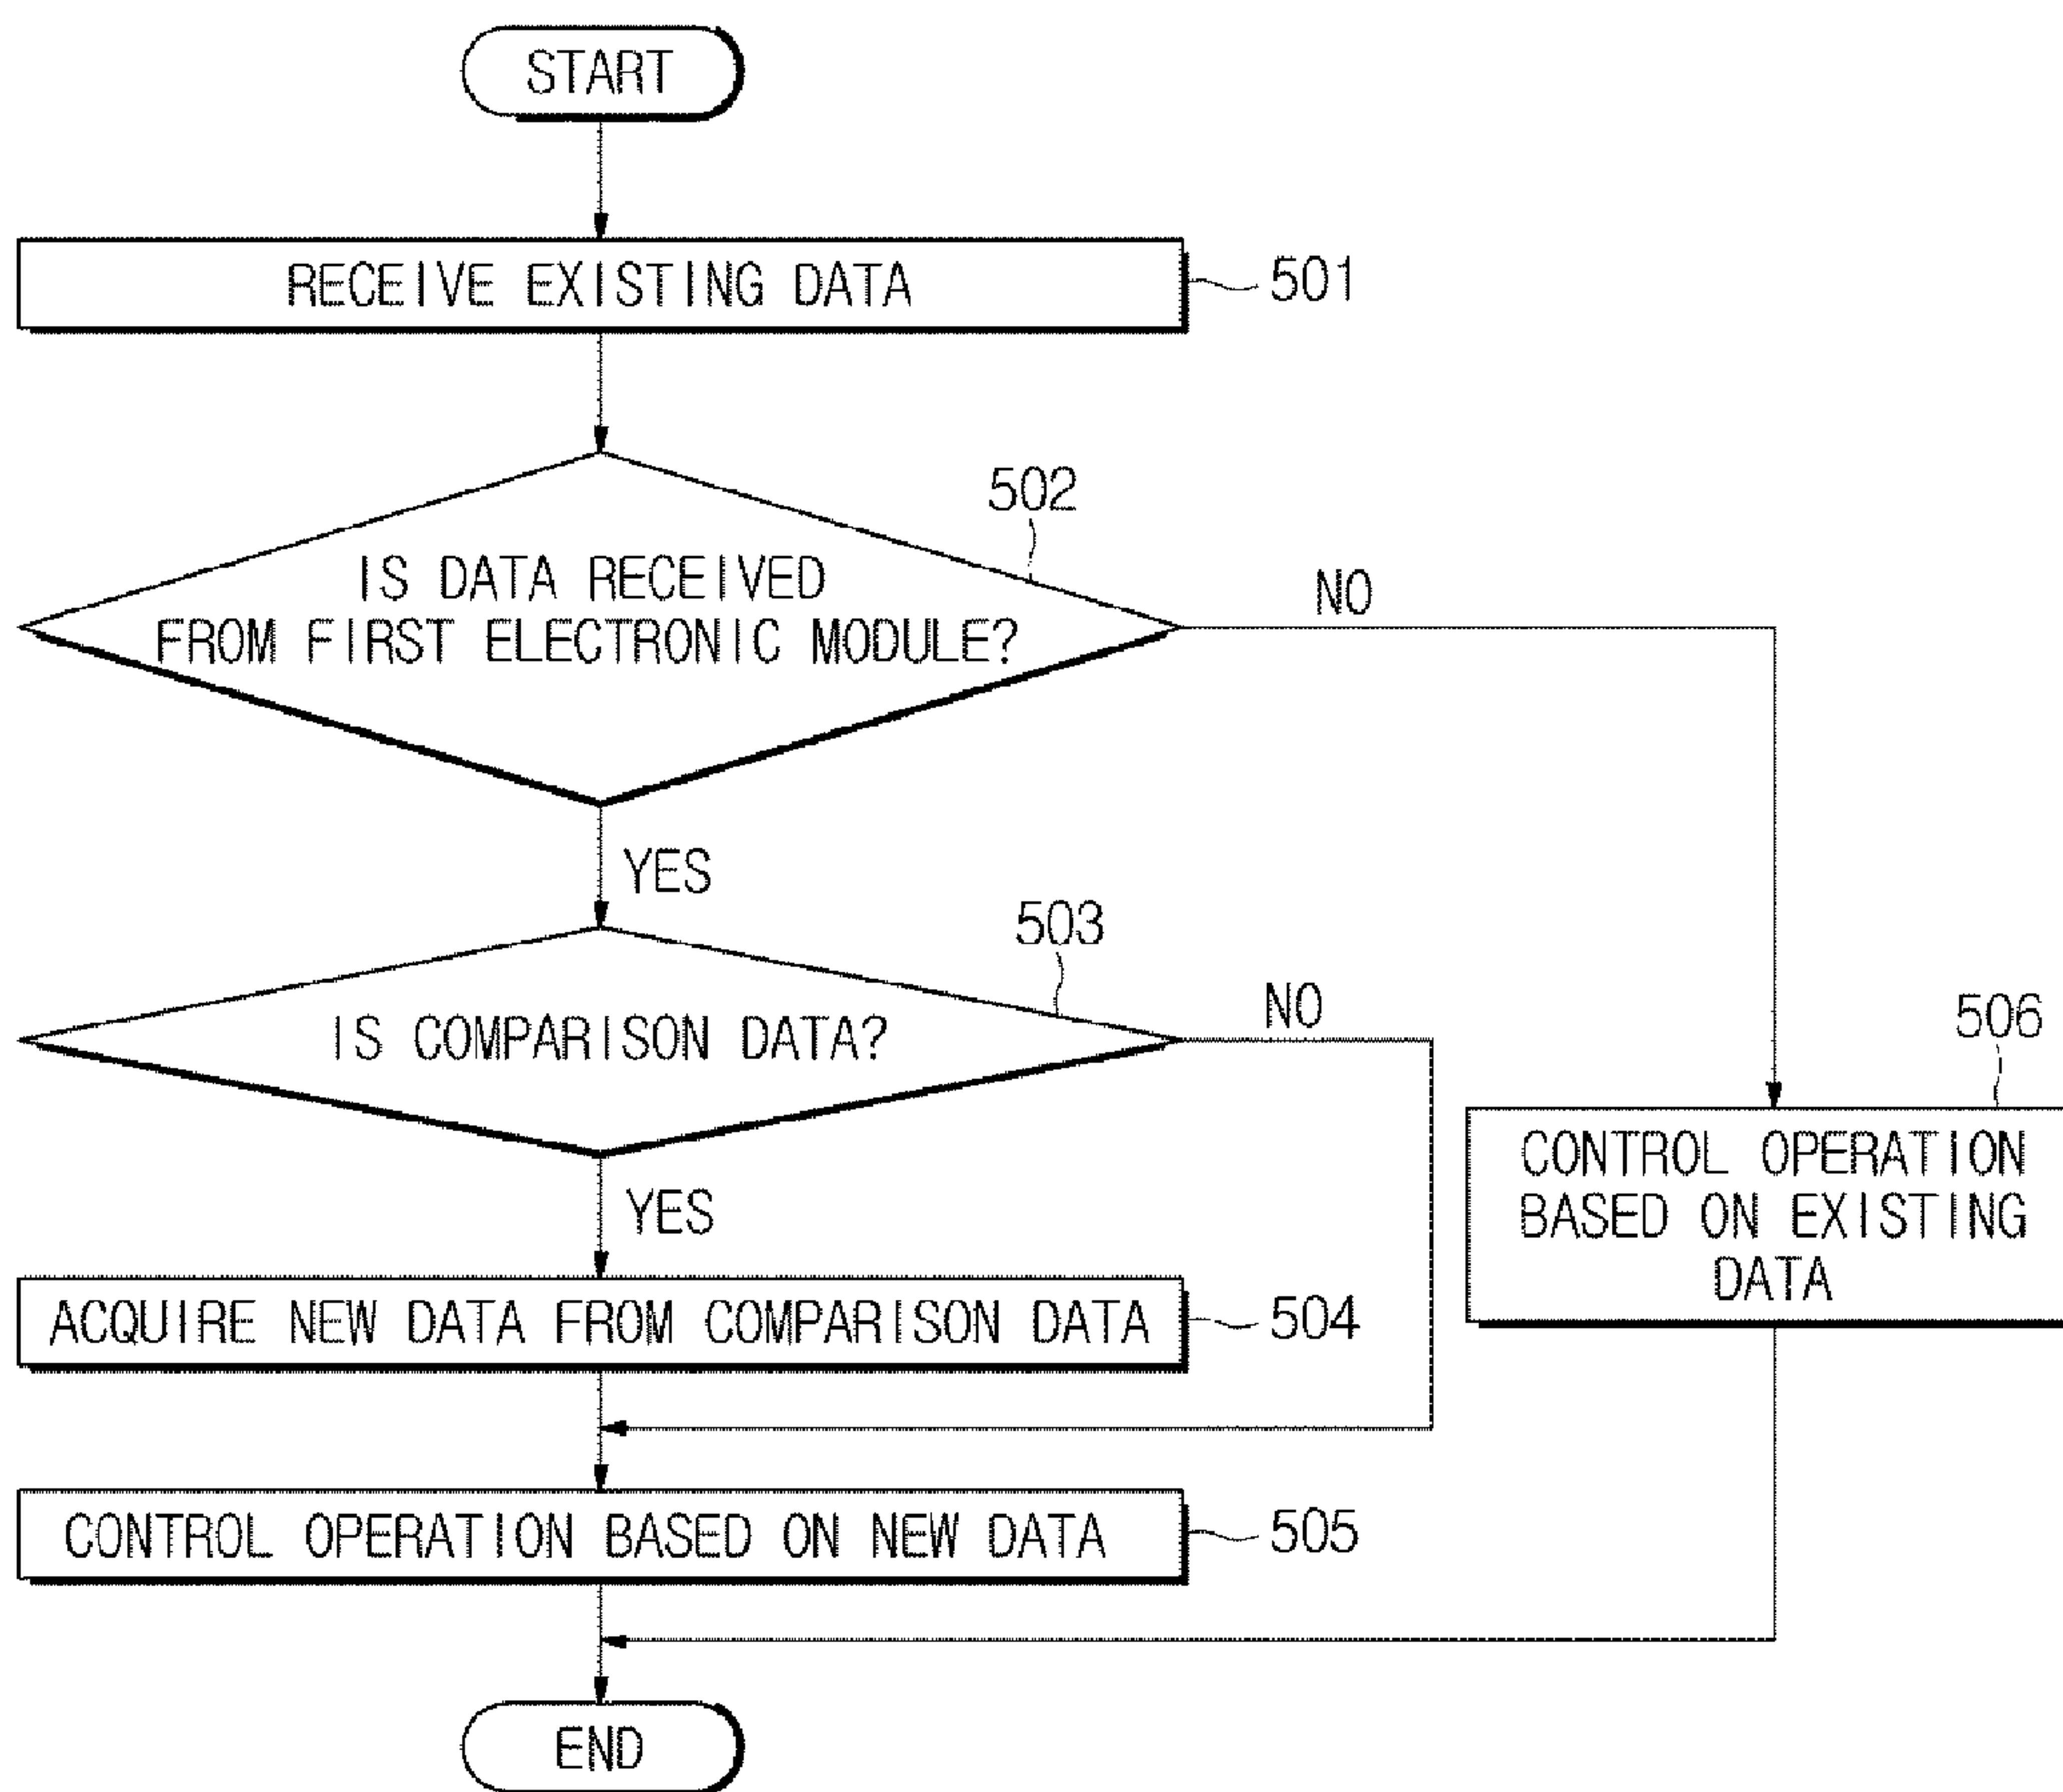 START
RECEIVE EXISTING DATA
501
502
IS DATA RECEIVED
FROM FIRST ELECTRONIC MODULE?
NO
YES
503
IS COMPARISON DATA?
NO
506
CONTROL OPERATION
BASED ON EXISTING
DATA
YES
ACQUIRE NEW DATA FROM COMPARISON DATA
504
CONTROL OPERATION BASED ON NEW DATA
505
END